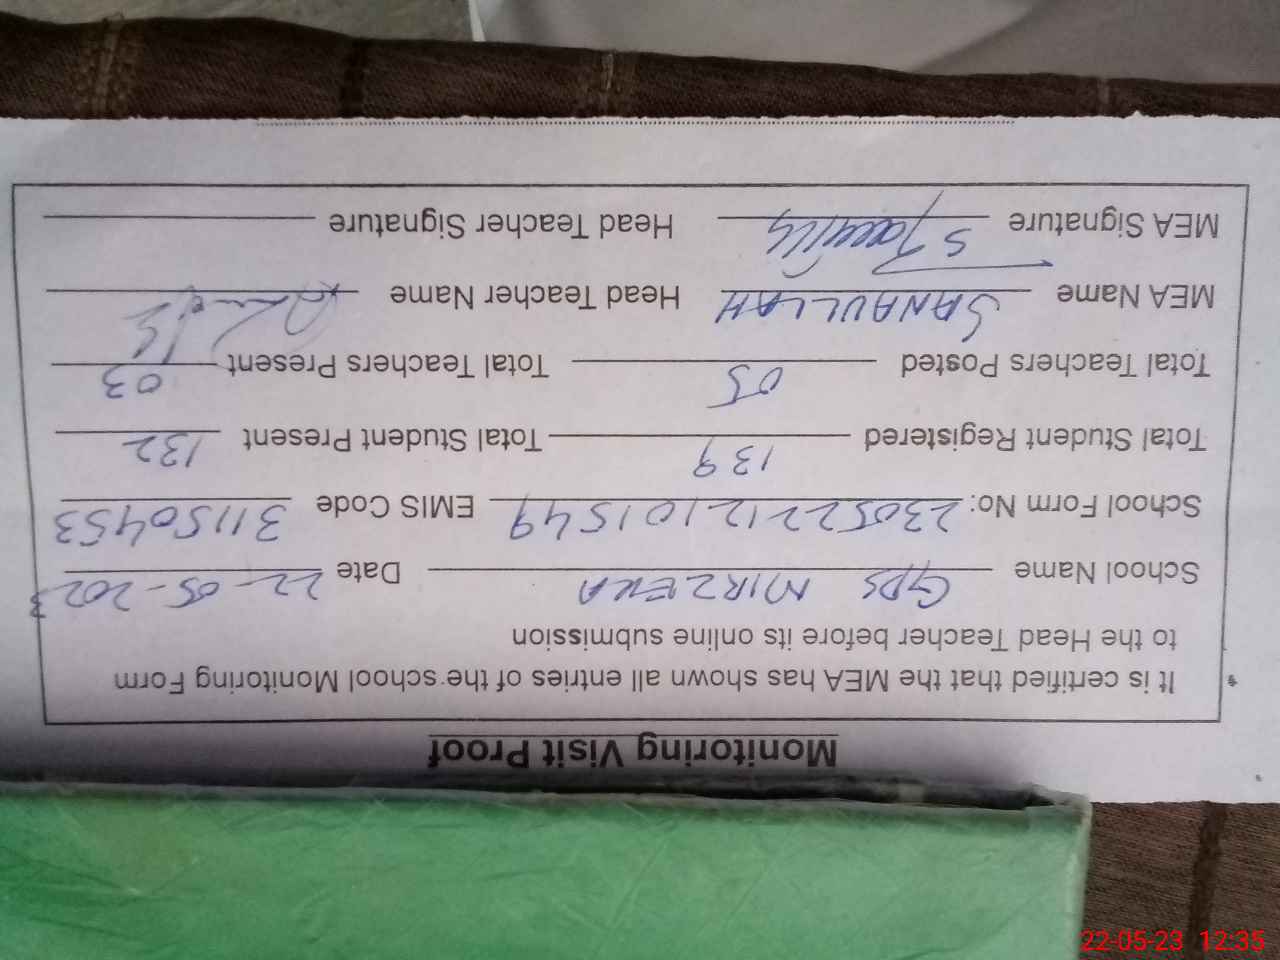 Monitoring Visit Proof
It is certified that the MEA has shown all entries of the school Monitoring Form
to the Head Teacher before its online submission
School Name GPS MIRZEKA Date 22-05-2023
School Form No: 230522121101549 EMIS Code 31150453
Total Student Registered 139 Total Student Present 132
Total Teachers Posted 05 Total Teachers Present 03
MEA Name SANAULLAH Head Teacher Name
MEA Signature Head Teacher Signature
22-05-23 12:35